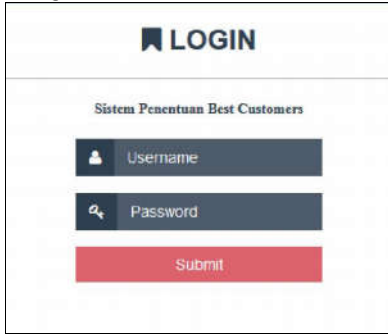 LOGIN
Sistem Penentuan Best Customers
Username
Password
Submit